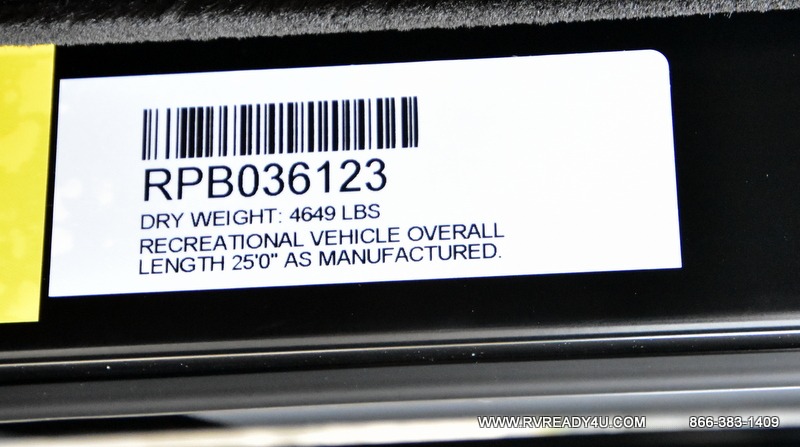 RPB036123
DRY WEIGHT: 4649 LBS
RECREATIONAL VEHICLE OVERALL
LENGTH 25'0" AS MANUFACTURED.
WWW.RVREADY4U.COM 866-383-1409